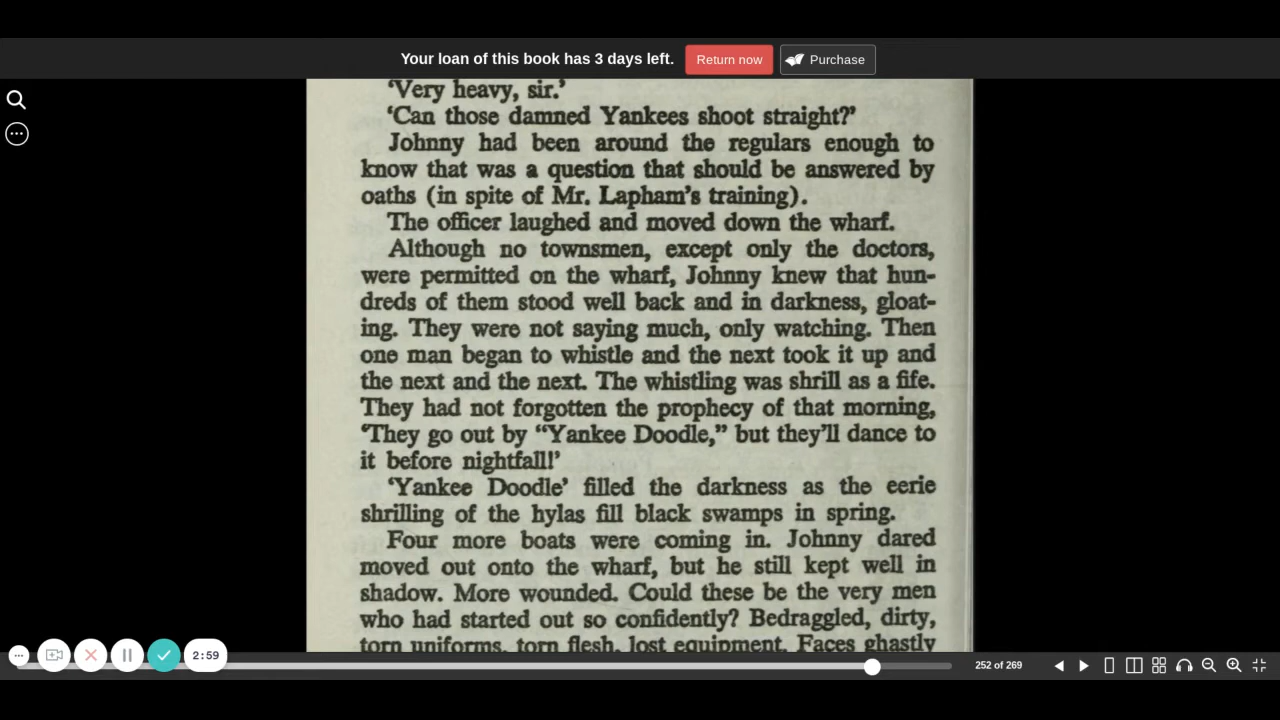 Your loan of this book has 3 days left. Return now Purchase
‘Very heavy, sir.’
‘Can those damned Yankees shoot straight?’
Johnny had been around the regulars enough to
know that was a question that should be answered by
oaths (in spite of Mr. Lapham’s training).
The officer laughed and moved down the wharf.
Although no townsmen, except only the doctors,
were permitted on the wharf, Johnny knew that hun-
dreds of them stood well back and in darkness, gloat-
ing. They were not saying much, only watching. Then
one man began to whistle and the next took it up and
the next and the next. The whistling was shrill as a fife.
They had not forgotten the prophecy of that morning,
‘They go out by “Yankee Doodle,” but they’ll dance to
it before nightfall!’
‘Yankee Doodle’ filled the darkness as the eerie
shrilling of the hylas fill black swamps in spring.
Four more boats were coming in. Johnny dared
moved out onto the wharf, but he still kept well in
shadow. More wounded. Could these be the very men
who had started out so confidently? Bedraggled, dirty,
torn uniforms, torn flesh, lost equipment. Faces ghastly
2:59
252 of 269